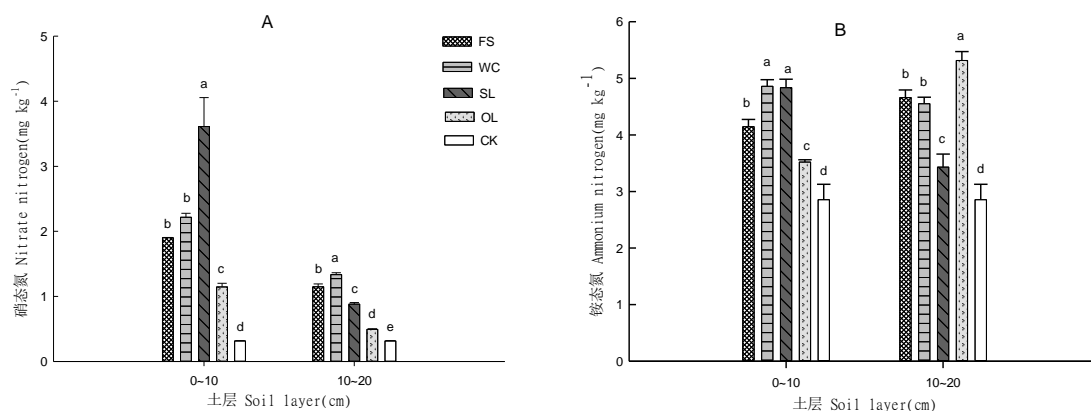 A
5
4
3
2
1
0
硝态氮 Nitrate nitrogen(mg kg-1)
FS
WC
SL
OL
CK
b
b
a
c
d
b
a
c
d
e
0~10
10~20
土层 Soil layer(cm)
B
6
5
4
3
2
1
0
铵态氮 Ammonium nitrogen(mg kg-1)
b
a
a
c
d
b
b
c
a
d
0~10
10~20
土层 Soil layer(cm)